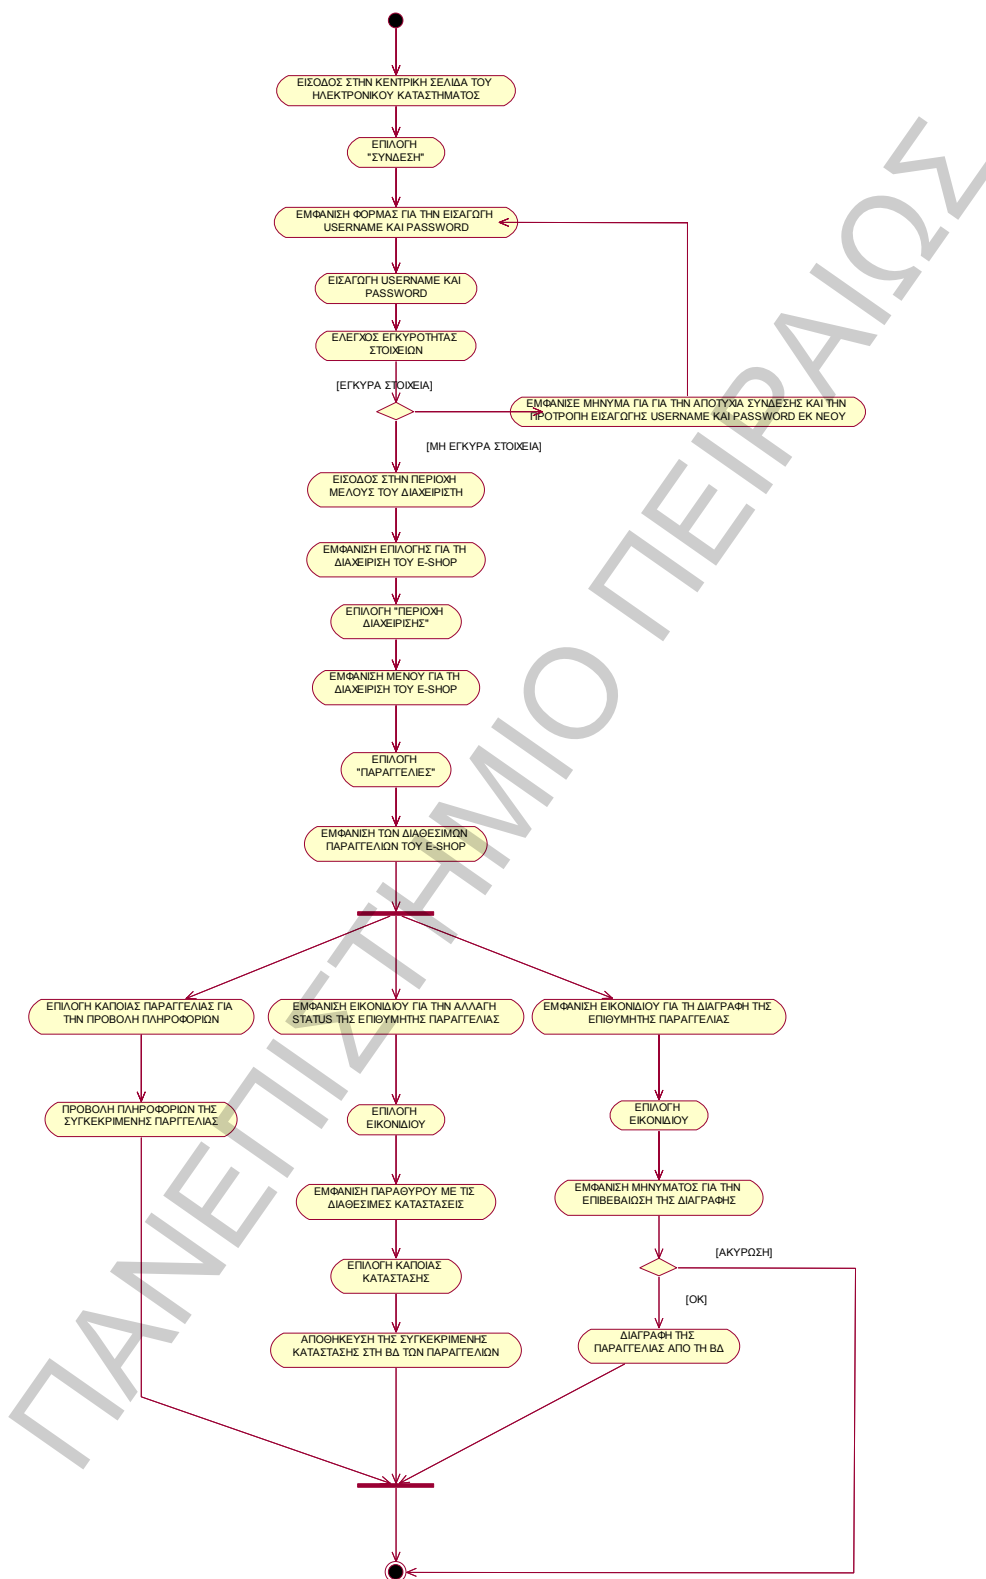 ΕΙΣΟΔΟΣ ΣΤΗΝ ΚΕΝΤΡΙΚΗ ΣΕΛΙΔΑ ΤΟΥ
ΗΛΕΚΤΡΟΝΙΚΟΥ ΚΑΤΑΣΤΗΜΑΤΟΣ
ΕΠΙΛΟΓΗ
"ΣΥΝΔΕΣΗ"
ΕΜΦΑΝΙΣΗ ΦΟΡΜΑΣ ΓΙΑ ΤΗΝ ΕΙΣΑΓΩΓΗ
USERNAME ΚΑΙ PASSWORD
ΕΙΣΑΓΩΓΗ USERNAME ΚΑΙ
PASSWORD
ΕΛΕΓΧΟΣ ΕΓΚΥΡΟΤΗΤΑΣ
ΣΤΟΙΧΕΙΩΝ
[ΕΓΚΥΡΑ ΣΤΟΙΧΕΙΑ]
ΕΜΦΑΝΙΣΕ ΜΗΝΥΜΑ ΓΙΑ ΓΙΑ ΤΗΝ ΑΠΟΤΥΧΙΑ ΣΥΝΔΕΣΗΣ ΚΑΙ ΤΗΝ
ΠΡΟΤΡΟΠΗ ΕΙΣΑΓΩΓΗΣ USERNAME ΚΑΙ PASSWORD ΕΚ ΝΕΟΥ
[ΜΗ ΕΓΚΥΡΑ ΣΤΟΙΧΕΙΑ]
ΕΙΣΟΔΟΣ ΣΤΗΝ ΠΕΡΙΟΧΗ
ΜΕΛΟΥΣ ΤΟΥ ΔΙΑΧΕΙΡΙΣΤΗ
ΕΜΦΑΝΙΣΗ ΕΠΙΛΟΓΗΣ ΓΙΑ ΤΗ
ΔΙΑΧΕΙΡΙΣΗ ΤΟΥ E-SHOP
ΕΠΙΛΟΓΗ "ΠΕΡΙΟΧΗ
ΔΙΑΧΕΙΡΙΣΗΣ"
ΕΜΦΑΝΙΣΗ ΜΕΝΟΥ ΓΙΑ ΤΗ
ΔΙΑΧΕΙΡΙΣΗ ΤΟΥ E-SHOP
ΕΠΙΛΟΓΗ
"ΠΑΡΑΓΓΕΛΙΕΣ"
ΕΜΦΑΝΙΣΗ ΤΩΝ ΔΙΑΘΕΣΙΜΩΝ
ΠΑΡΑΓΓΕΛΙΩΝ ΤΟΥ E-SHOP
ΕΠΙΛΟΓΗ ΚΑΠΟΙΑΣ ΠΑΡΑΓΓΕΛΙΑΣ ΓΙΑ
ΤΗΝ ΠΡΟΒΟΛΗ ΠΛΗΡΟΦΟΡΙΩΝ
ΕΜΦΑΝΙΣΗ ΕΙΚΟΝΙΔΙΟΥ ΓΙΑ ΤΗΝ ΑΛΛΑΓΗ
STATUS ΤΗΣ ΕΠΙΘΥΜΗΤΗΣ ΠΑΡΑΓΓΕΛΙΑΣ
ΕΜΦΑΝΙΣΗ ΕΙΚΟΝΙΔΙΟΥ ΓΙΑ ΤΗ ΔΙΑΓΡΑΦΗ ΤΗΣ
ΕΠΙΘΥΜΗΤΗΣ ΠΑΡΑΓΓΕΛΙΑΣ
ΠΡΟΒΟΛΗ ΠΛΗΡΟΦΟΡΙΩΝ ΤΗΣ
ΣΥΓΚΕΚΡΙΜΕΝΗΣ ΠΑΡΓΓΕΛΙΑΣ
ΕΠΙΛΟΓΗ
ΕΙΚΟΝΙΔΙΟΥ
ΕΠΙΛΟΓΗ
ΕΙΚΟΝΙΔΙΟΥ
ΕΜΦΑΝΙΣΗ ΠΑΡΑΘΥΡΟΥ ΜΕ ΤΙΣ
ΔΙΑΘΕΣΙΜΕΣ ΚΑΤΑΣΤΑΣΕΙΣ
ΕΜΦΑΝΙΣΗ ΜΗΝΥΜΑΤΟΣ ΓΙΑ ΤΗΝ
ΕΠΙΒΕΒΑΙΩΣΗ ΤΗΣ ΔΙΑΓΡΑΦΗΣ
[ΑΚΥΡΩΣΗ]
ΕΠΙΛΟΓΗ ΚΑΠΟΙΑΣ
ΚΑΤΑΣΤΑΣΗΣ
[OK]
ΑΠΟΘΗΚΕΥΣΗ ΤΗΣ ΣΥΓΚΕΚΡΙΜΕΝΗΣ
ΚΑΤΑΣΤΑΣΗΣ ΣΤΗ ΒΔ ΤΩΝ ΠΑΡΑΓΓΕΛΙΩΝ
ΔΙΑΓΡΑΦΗ ΤΗΣ
ΠΑΡΑΓΓΕΛΙΑΣ ΑΠΟ ΤΗ ΒΔ
ΠΑΝΕΠΙΣΤΗΜΙΟ ΠΕΙΡΑΙΩΣ